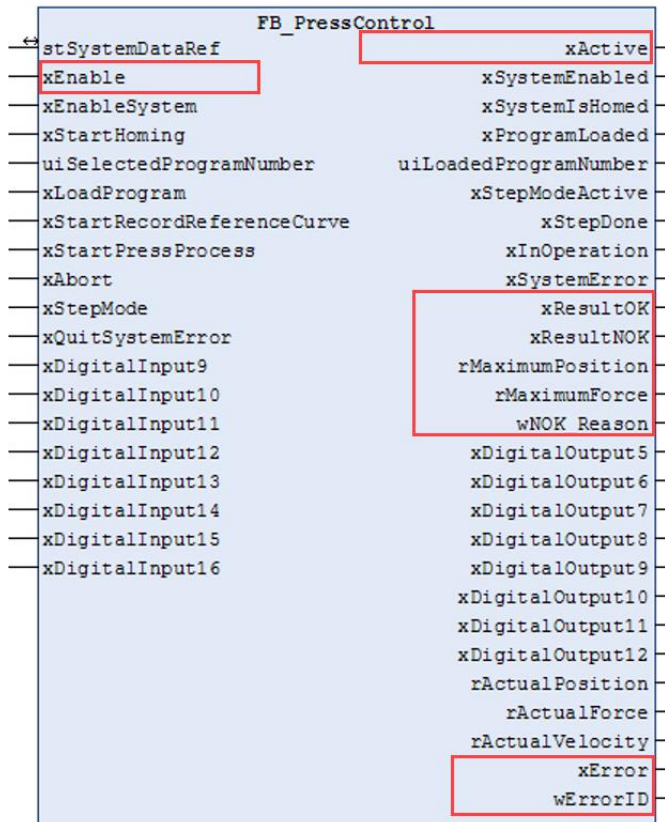 FB_PressControl
stSystemDataRef xActive
xEnable xSystemEnabled
xEnableSystem xSystemIsHomed
xStartHoming xProgramLoaded
uiSelectedProgramNumber uiLoadedProgramNumber
xLoadProgram xStepModeActive
xStartRecordReferenceCurve xStepDone
xStartPressProcess xInOperation
xAbort xSystemError
xStepMode xResultOK
xQuitSystemError xResultNOK
xDigitalInput9 rMaximumPosition
xDigitalInput10 rMaximumForce
xDigitalInput11 wNOK_Reason
xDigitalInput12 xDigitalOutput5
xDigitalInput13 xDigitalOutput6
xDigitalInput14 xDigitalOutput7
xDigitalInput15 xDigitalOutput8
xDigitalInput16 xDigitalOutput9
xDigitalOutput10
xDigitalOutput11
xDigitalOutput12
rActualPosition
rActualForce
rActualVelocity
xError
wErrorID